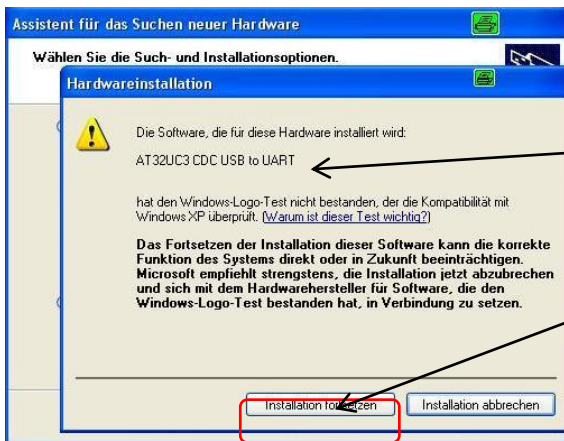 Assistent für das Suchen neuer Hardware
Wählen Sie die Such- und Installationsoptionen.
Hardwareinstallation
Die Software, die für diese Hardware installiert wird:
AT32UC3 CDC USB to UART
hat den Windows-Logo-Test nicht bestanden, der die Kompatibilität mit
Windows XP überprüft. (Warum ist dieser Test wichtig?)
Das Fortsetzen der Installation dieser Software kann die korrekte
Funktion des Systems direkt oder in Zukunft beeinträchtigen.
Microsoft empfiehlt strengstens, die Installation jetzt abzubrechen
und sich mit dem Hardwarehersteller für Software, die den
Windows-Logo-Test bestanden hat, in Verbindung zu setzen.
Installation fortsetzen
Installation abbrechen